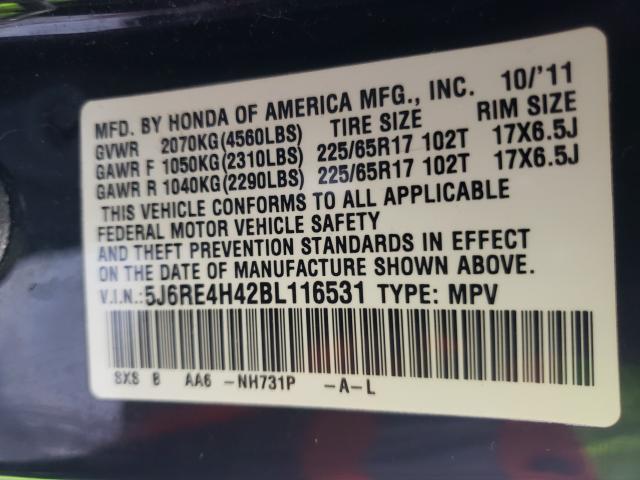 MFD. BY HONDA OF AMERICA MFG., INC. 10/'11
GVWR 2070KG(4560LBS) TIRE SIZE RIM SIZE
GAWR F 1050KG(2310LBS) 225/65R17 102T 17X6.5J
GAWR R 1040KG(2290LBS) 225/65R17 102T 17X6.5J
THIS VEHICLE CONFORMS TO ALL APPLICABLE
FEDERAL MOTOR VEHICLE SAFETY
AND THEFT PREVENTION STANDARDS IN EFFECT
ON THE DATE OF MANUFACTURE SHOWN ABOVE.
V.I.N.:5J6RE4H42BL116531 TYPE: MPV
SXS B AA6 -NH731P -A-L